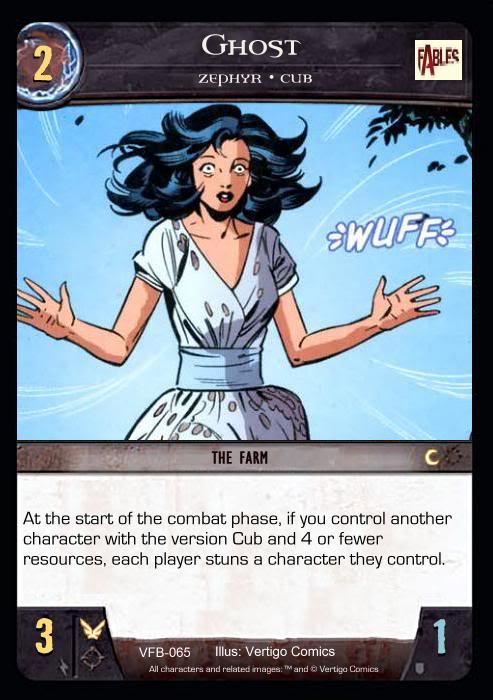 2
GHOST
ZEPHYR • CUB
FABLES
WUFF
THE FARM
At the start of the combat phase, if you control another
character with the version Cub and 4 or fewer
resources, each player stuns a character they control.
3
VFB-065 Illus: Vertigo Comics
All characters and related images: ™ and © Vertigo Comics
1